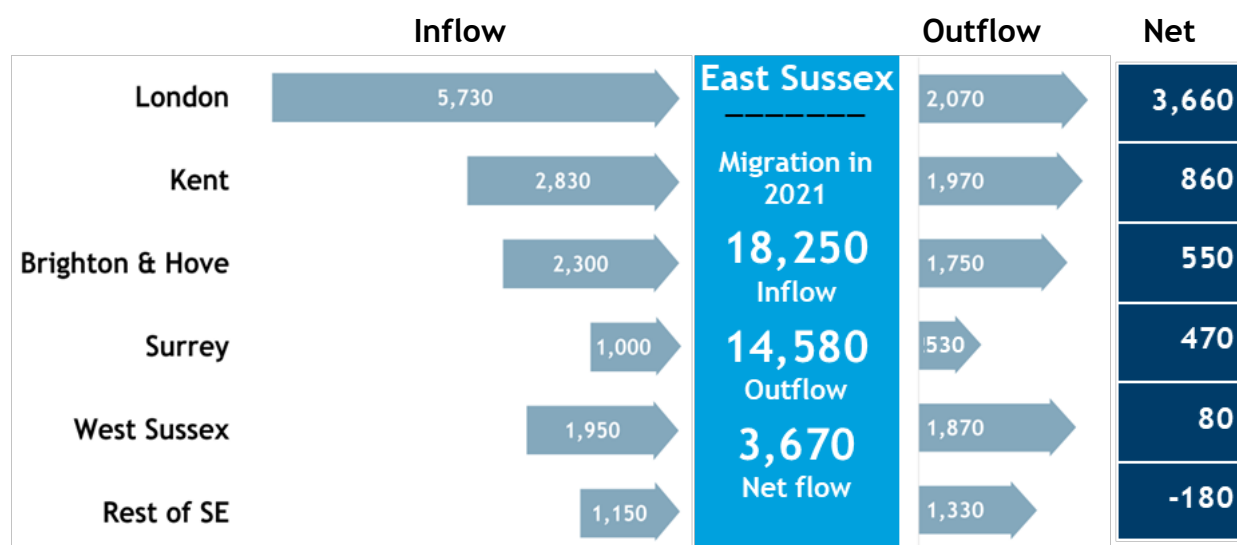 Inflow Outflow Net
London 5,730 2,070 3,660
Kent 2,830 1,970 860
Brighton & Hove 2,300 1,750 550
Surrey 1,000 530 470
West Sussex 1,950 1,870 80
Rest of SE 1,150 1,330 -180
East Sussex
_______
Migration in
2021
18,250
Inflow
14,580
Outflow
3,670
Net flow